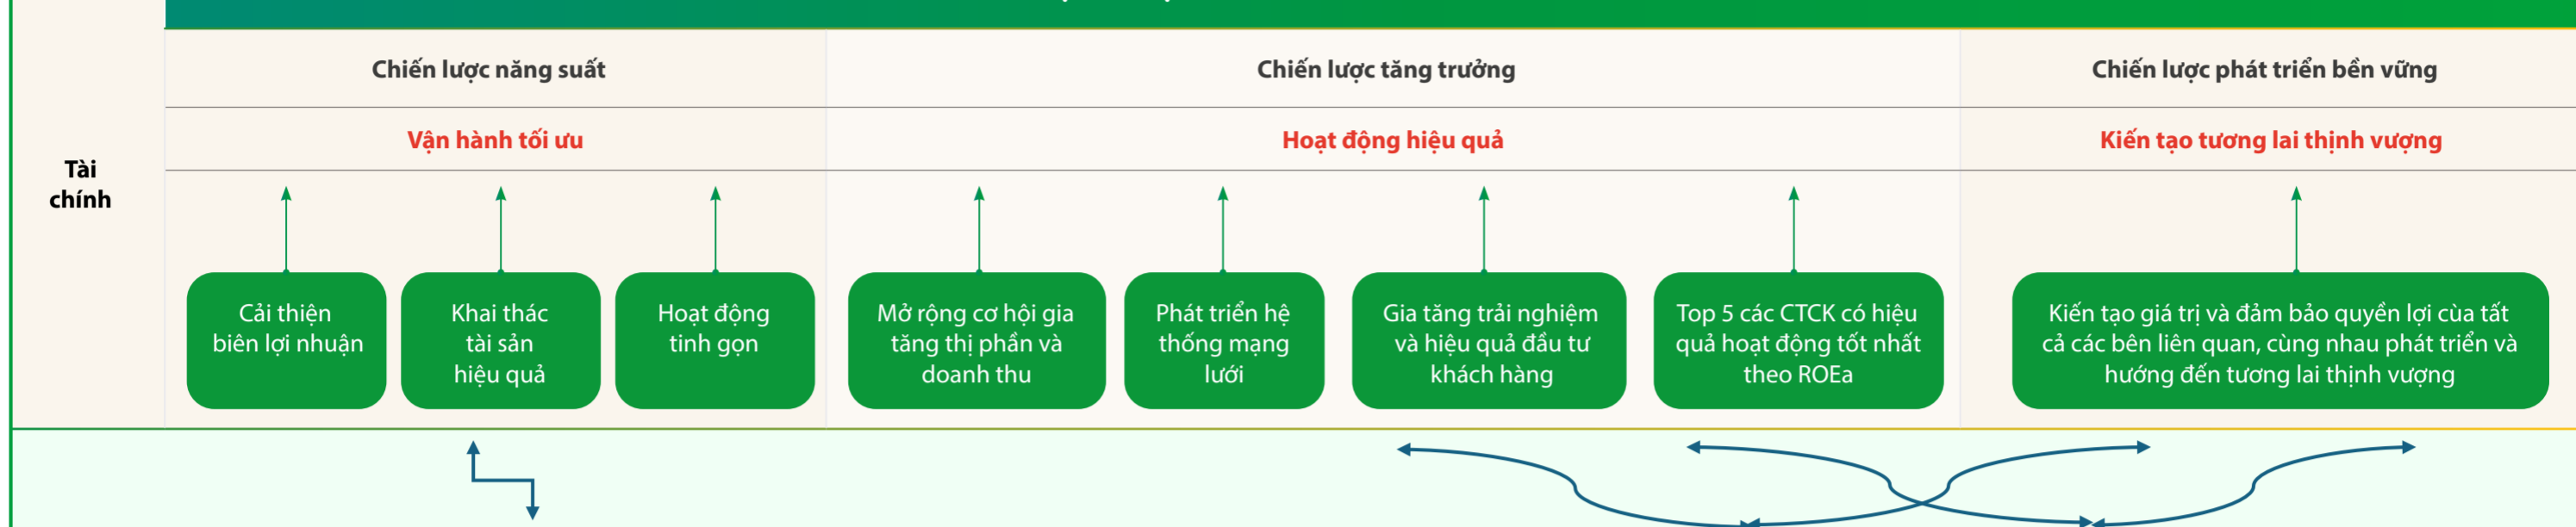 Chiến lược năng suất
Chiến lược tăng trưởng
Chiến lược phát triển bền vững
Vận hành tối ưu
Hoạt động hiệu quả
Kiến tạo tương lai thịnh vượng
Tài
chính
Cải thiện
biên lợi nhuận
Khai thác
tài sản
hiệu quả
Hoạt động
tinh gọn
Mở rộng cơ hội gia
tăng thị phần và
doanh thu
Phát triển hệ
thống mạng
lưới
Gia tăng trải nghiệm
và hiệu quả đầu tư
khách hàng
Top 5 các CTCK có hiệu
quả hoạt động tốt nhất
theo ROEa
Kiến tạo giá trị và đảm bảo quyền lợi cùa tất
cả các bên liên quan, cùng nhau phát triển và
hướng đến tương lai thịnh vượng